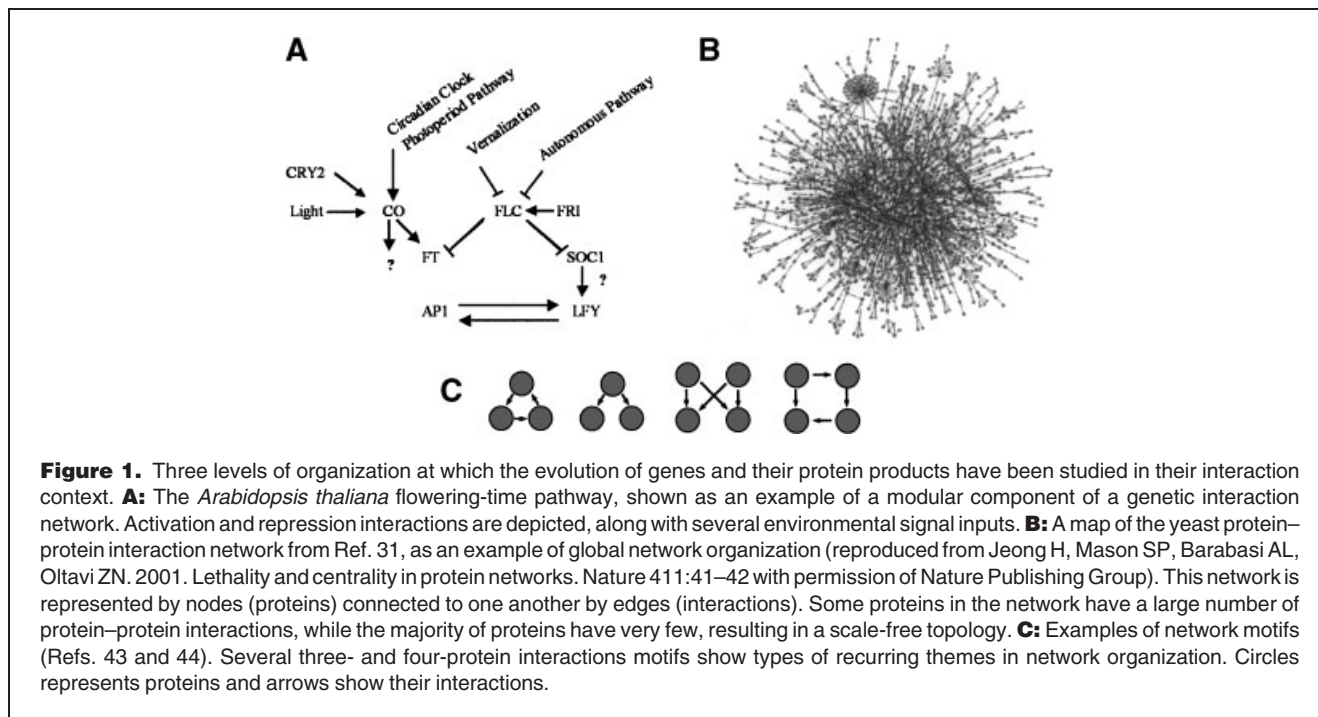 A
B
Circadian Clock
Photoperiod Pathway
Vernalization
Autonomous Pathway
CRY2
Light
CO
FLC
FRI
?
FT
SOC1
?
AP1
LFY
C
Figure 1. Three levels of organization at which the evolution of genes and their protein products have been studied in their interaction
context. A: The Arabidopsis thaliana flowering-time pathway, shown as an example of a modular component of a genetic interaction
network. Activation and repression interactions are depicted, along with several environmental signal inputs. B: A map of the yeast protein–
protein interaction network from Ref. 31, as an example of global network organization (reproduced from Jeong H, Mason SP, Barabasi AL,
Oltavi ZN. 2001. Lethality and centrality in protein networks. Nature 411:41–42 with permission of Nature Publishing Group). This network is
represented by nodes (proteins) connected to one another by edges (interactions). Some proteins in the network have a large number of
protein–protein interactions, while the majority of proteins have very few, resulting in a scale-free topology. C: Examples of network motifs
(Refs. 43 and 44). Several three- and four-protein interactions motifs show types of recurring themes in network organization. Circles
represents proteins and arrows show their interactions.